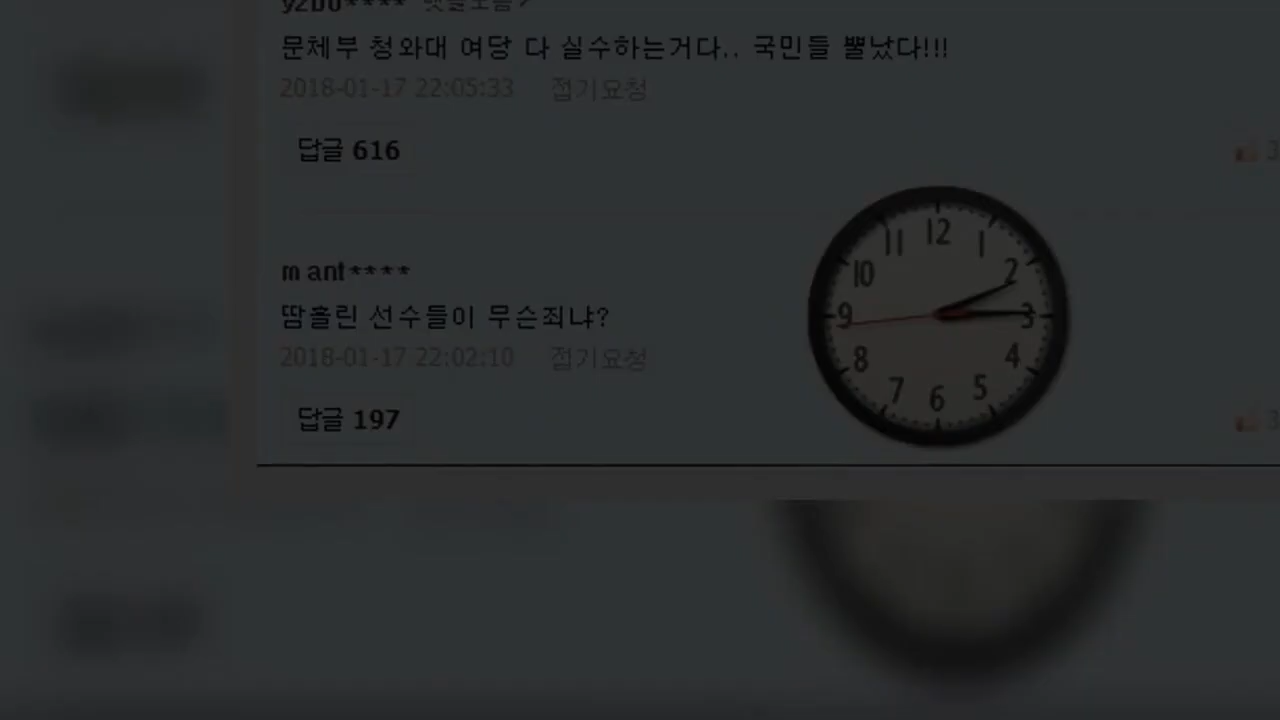 문체부 청와대 여당 다 실수하는거다.. 국민들 뿔났다!!!
2018-01-17 22:05:33 접기요청
답글 616
mant****
땀흘린 선수들이 무슨죄냐?
2018-01-17 22:02:10 접기요청
답글 197
12
1
2
3
4
5
6
7
8
9
10
11